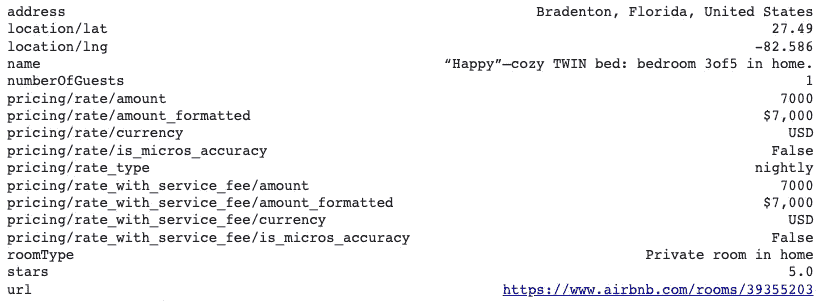 address Bradenton, Florida, United States
location/lat 27.49
location/lng -82.586
name “Happy”—cozy TWIN bed: bedroom 3of5 in home.
numberOfGuests 1
pricing/rate/amount 7000
pricing/rate/amount_formatted $7,000
pricing/rate/currency USD
pricing/rate/is_micros_accuracy False
pricing/rate_type nightly
pricing/rate_with_service_fee/amount 7000
pricing/rate_with_service_fee/amount_formatted $7,000
pricing/rate_with_service_fee/currency USD
pricing/rate_with_service_fee/is_micros_accuracy False
roomType Private room in home
stars 5.0
url https://www.airbnb.com/rooms/39355203